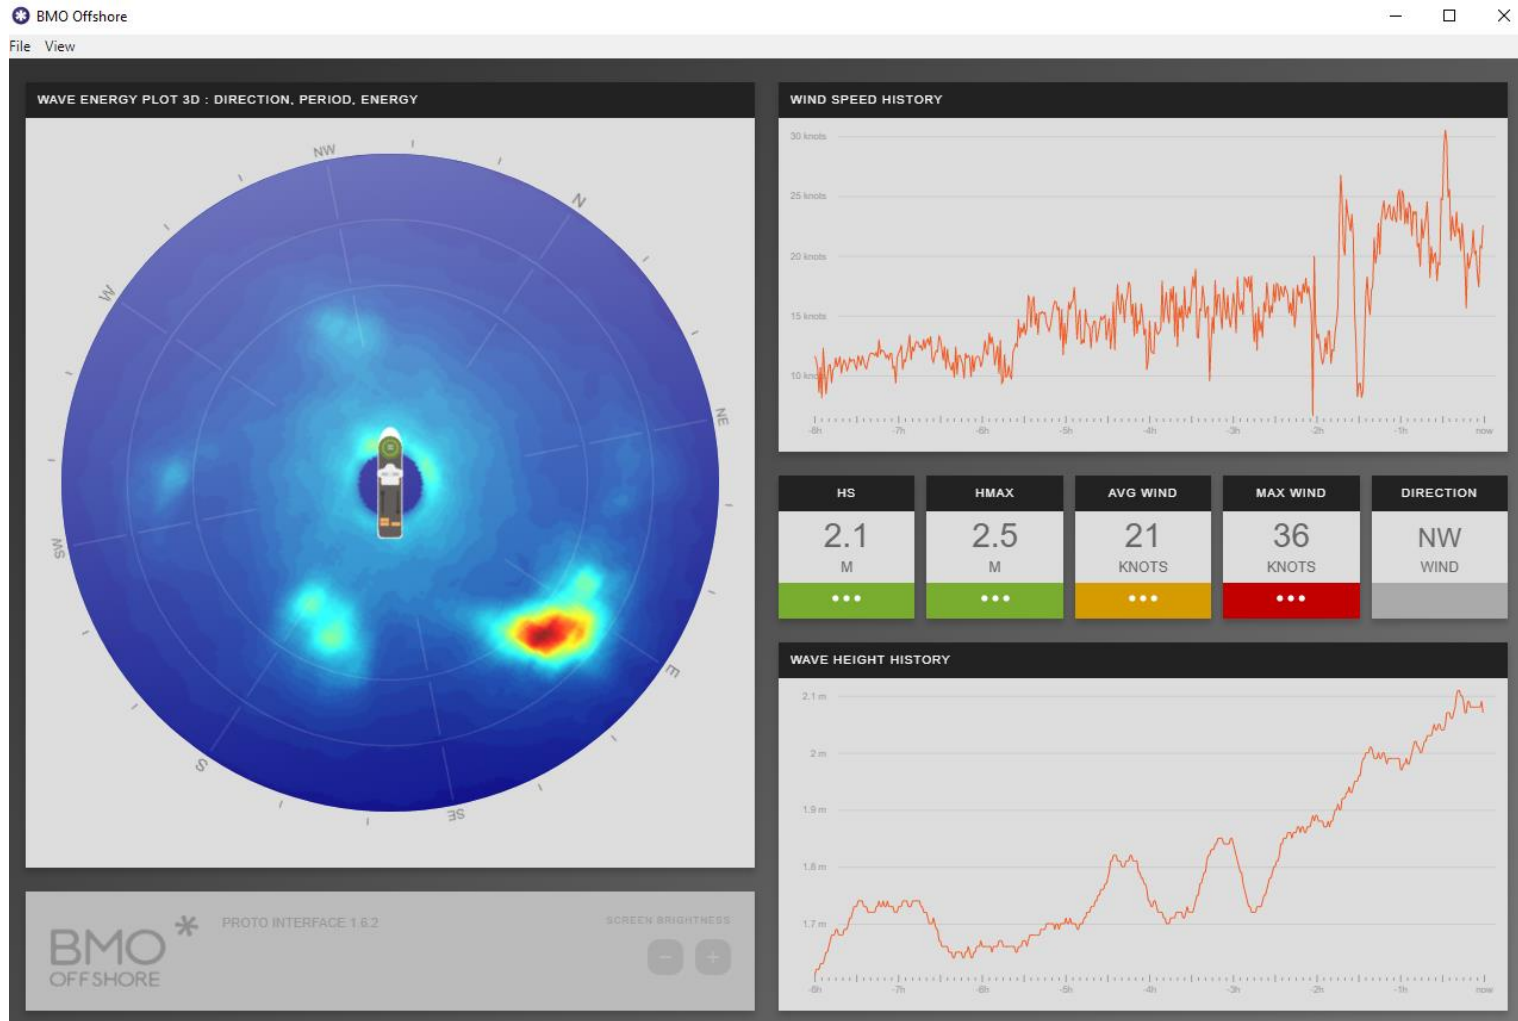 BMO Offshore
File View
WAVE ENERGY PLOT 3D : DIRECTION, PERIOD, ENERGY
NW
N
W
NE
SW
E
S
SE
BMO
OFFSHORE
PROTO INTERFACE 1.6.2
SCREEN BRIGHTNESS
- +
WIND SPEED HISTORY
30 knots
25 knots
20 knots
15 knots
10 knots
-8h -7h -6h -5h -4h -3h -2h -1h now
HS HMAX AVG WIND MAX WIND DIRECTION
2.1 2.5 21 36 NW
M M KNOTS KNOTS WIND
WAVE HEIGHT HISTORY
2.1 m
2 m
1.9 m
1.8 m
1.7 m
-8h -7h -6h -5h -4h -3h -2h -1h now